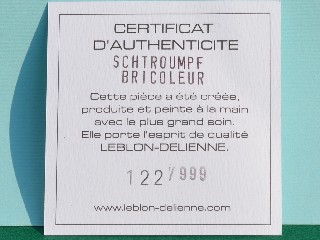 CERTIFICAT
D'AUTHENTICITE
SCHTROUMPF
BRICOLEUR
Cette pièce a été créée,
produite et peinte à la main
avec le plus grand soin.
Elle porte l'esprit de qualité
LEBLON-DELIENNE.
122/999
www.leblon-delienne.com